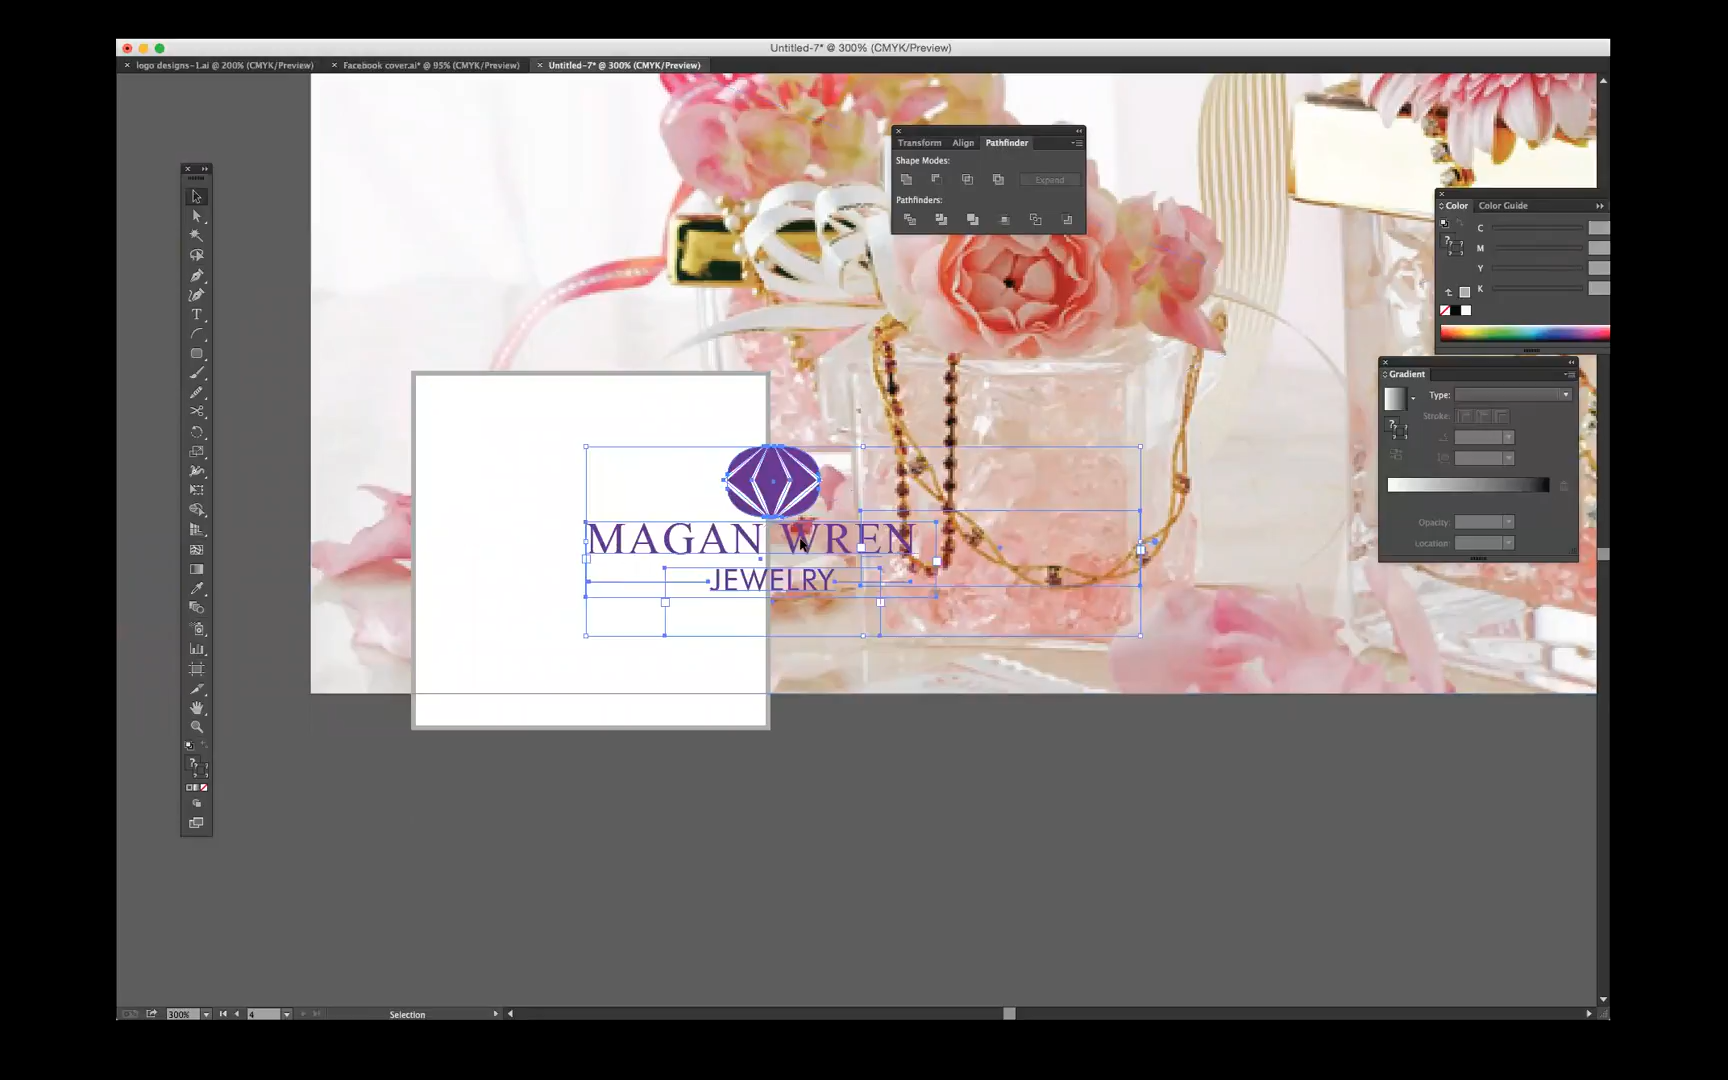 Untitled-7* @ 300% (CMYK/Preview)
logo designs-1.ai @ 200% (CMYK/Preview)
Facebook cover.ai* @ 95% (CMYK/Preview)
Untitled-7* @ 300% (CMYK/Preview)
Transform Align Pathfinder
Shape Modes:
Expand
Pathfinders:
Color Color Guide
C
M
Y
K
Gradient
Type:
Stroke:
Opacity:
Location:
MAGAN WREN
JEWELRY
300%
4
Selection